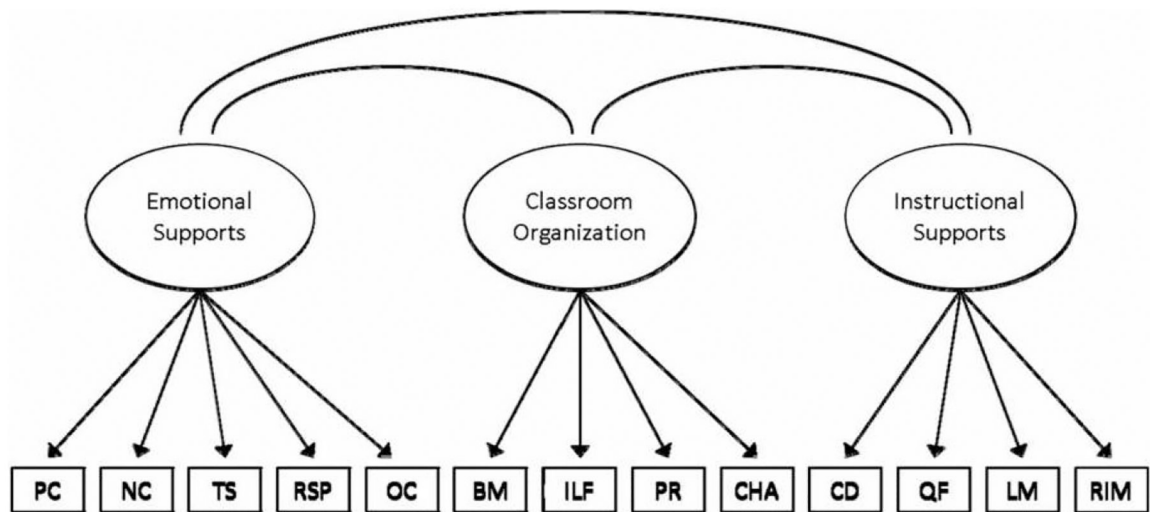 Emotional
Supports
Classroom
Organization
Instructional
Supports
PC NC TS RSP OC BM ILF PR CHA CD QF LM RIM